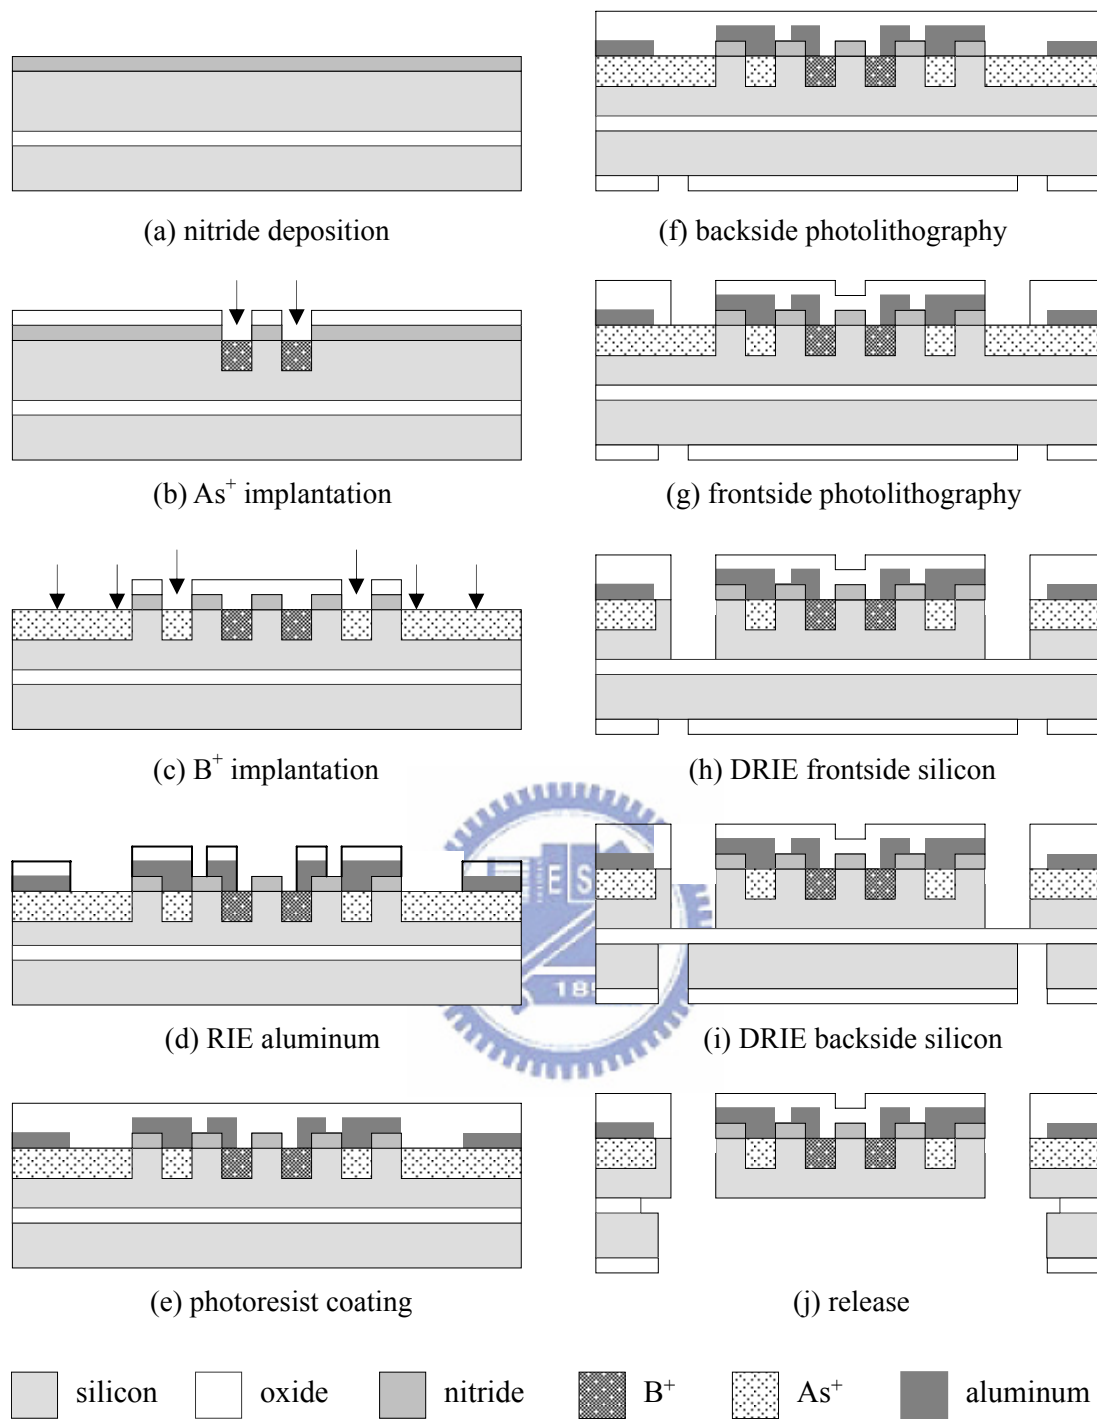 (a) nitride deposition
(b) As⁺ implantation
(c) B⁺ implantation
(d) RIE aluminum
(e) photoresist coating
(f) backside photolithography
(g) frontside photolithography
(h) DRIE frontside silicon
(i) DRIE backside silicon
(j) release
silicon
oxide
nitride
B⁺
As⁺
aluminum
E S